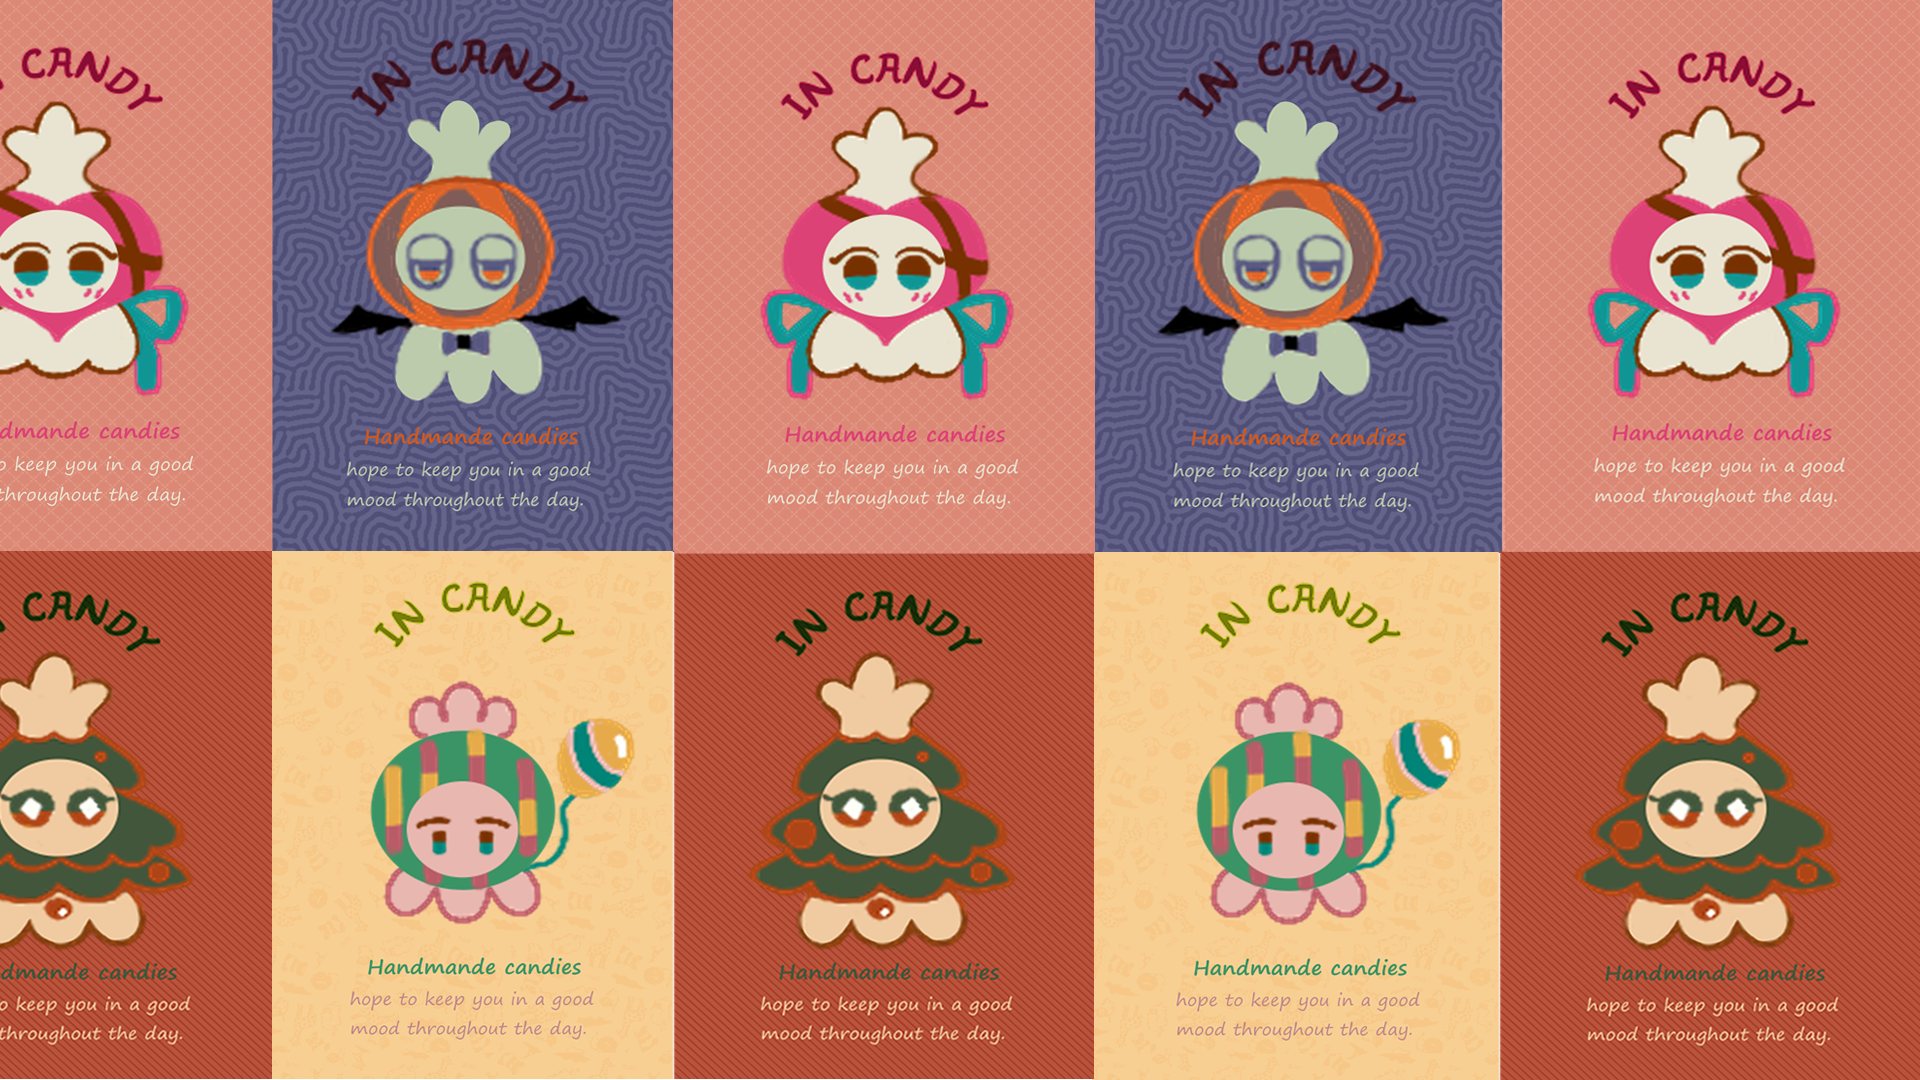 CANDY
dmande candies
o keep you in a good
throughout the day.
IN CANDY
Handmande candies
hope to keep you in a good
mood throughout the day.
IN CANDY
Handmande candies
hope to keep you in a good
mood throughout the day.
IN CANDY
Handmande candies
hope to keep you in a good
mood throughout the day.
IN CANDY
Handmande candies
hope to keep you in a good
mood throughout the day.
CANDY
dmande candies
o keep you in a good
throughout the day.
IN CANDY
Handmande candies
hope to keep you in a good
mood throughout the day.
IN CANDY
Handmande candies
hope to keep you in a good
mood throughout the day.
IN CANDY
Handmande candies
hope to keep you in a good
mood throughout the day.
IN CANDY
Handmande candies
hope to keep you in a good
mood throughout the day.